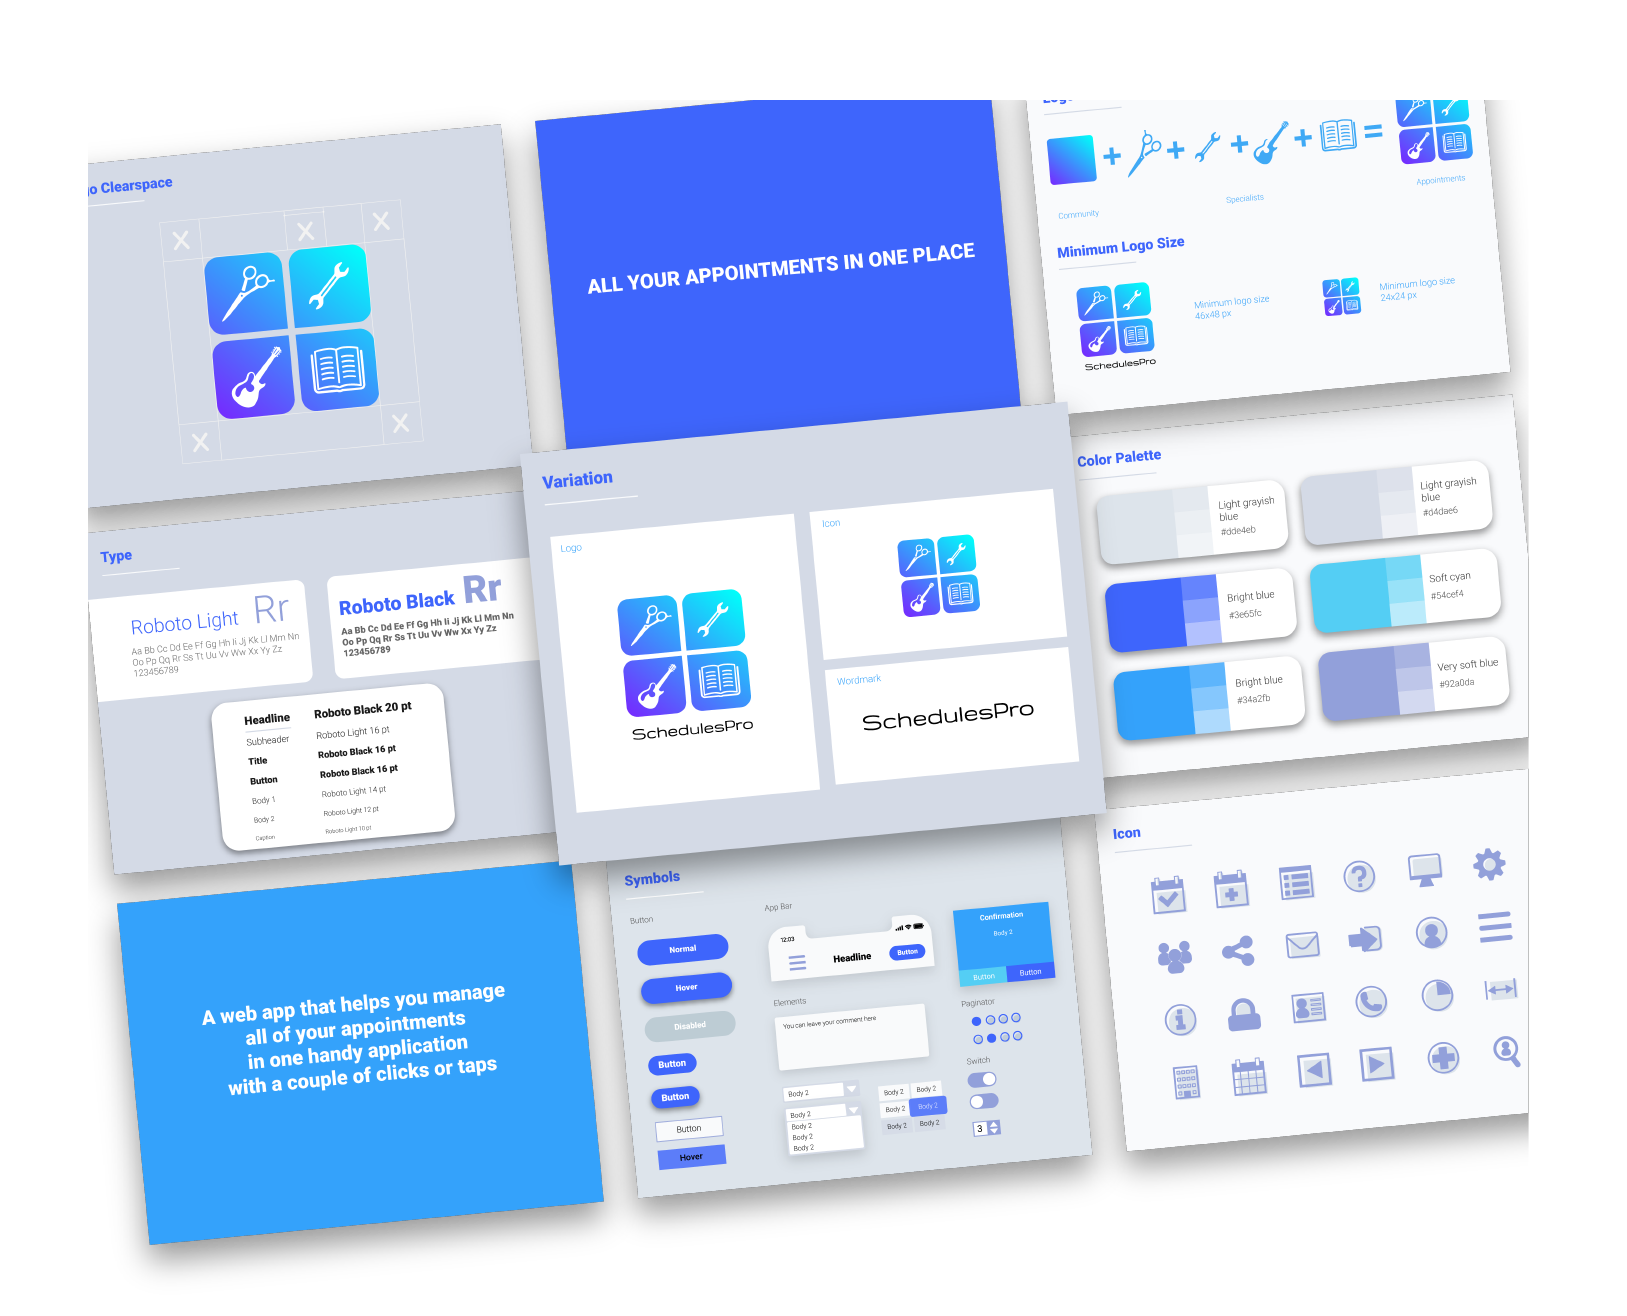 o Clearspace
ALL YOUR APPOINTMENTS IN ONE PLACE
Community
Specialists
Appointments
Minimum Logo Size
SchedulesPro
Minimum logo size
46x48 px
Minimum logo size
24x24 px
Type
Roboto Light Rr
Aa Bb Cc Dd Ee Ff Gg Hh Ii Jj Kk Ll Mm Nn
Oo Pp Qq Rr Ss Tt Uu Vv Ww Xx Yy Zz
123456789
Roboto Black Rr
Aa Bb Cc Dd Ee Ff Gg Hh Ii Jj Kk Ll Mm Nn
Oo Pp Qq Rr Ss Tt Uu Vv Ww Xx Yy Zz
123456789
Headline Roboto Black 20 pt
Subheader Roboto Light 16 pt
Title Roboto Black 16 pt
Button Roboto Black 16 pt
Body 1 Roboto Light 14 pt
Body 2 Roboto Light 12 pt
Caption Roboto Light 10 pt
Variation
Logo
SchedulesPro
Icon
Wordmark
SchedulesPro
Color Palette
Light grayish
blue
#dde4eb
Light grayish
blue
#d4dae6
Bright blue
#3e65fc
Soft cyan
#54cef4
Bright blue
#34a2fb
Very soft blue
#92a0da
A web app that helps you manage
all of your appointments
in one handy application
with a couple of clicks or taps
Symbols
Button
Normal
Hover
Disabled
Button
Button
Button
Hover
App Bar
12:03
Headline
Button
Elements
You can leave your comment here
Body 2
Body 2
Body 2
Body 2
Body 2
Body 2 Body 2
Body 2 Body 2
Body 2 Body 2
Confirmation
Body 2
Button Button
Paginator
Switch
3
Icon